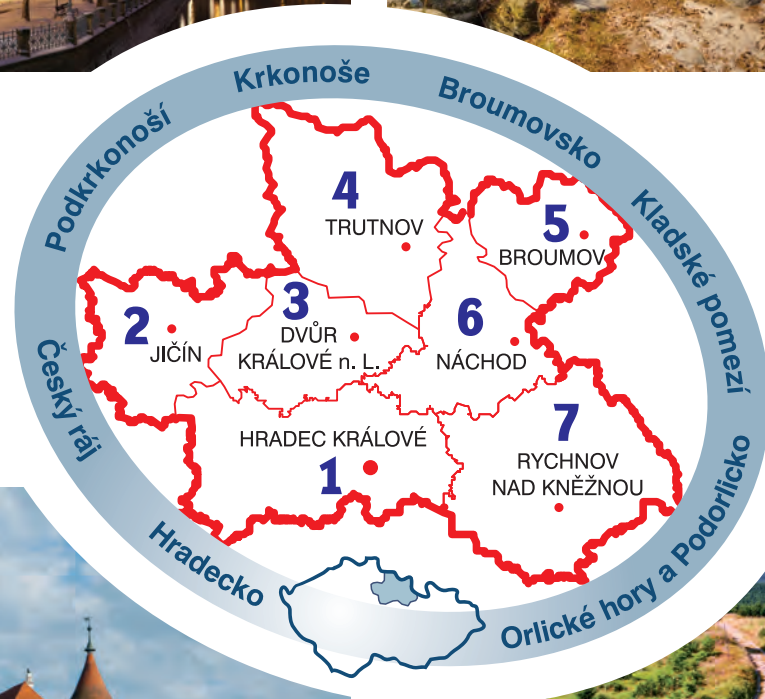 Podkrkonoší
Krkonoše
Broumovsko
Kladské pomezí
4
TRUTNOV
5
BROUMOV
2
JIČÍN
3
DVŮR
KRÁLOVÉ n. L.
6
NÁCHOD
HRADEC KRÁLOVÉ
1
7
RYCHNOV
NAD KNĚŽNOU
Český ráj
Hradecko
Orlické hory a Podorlicko